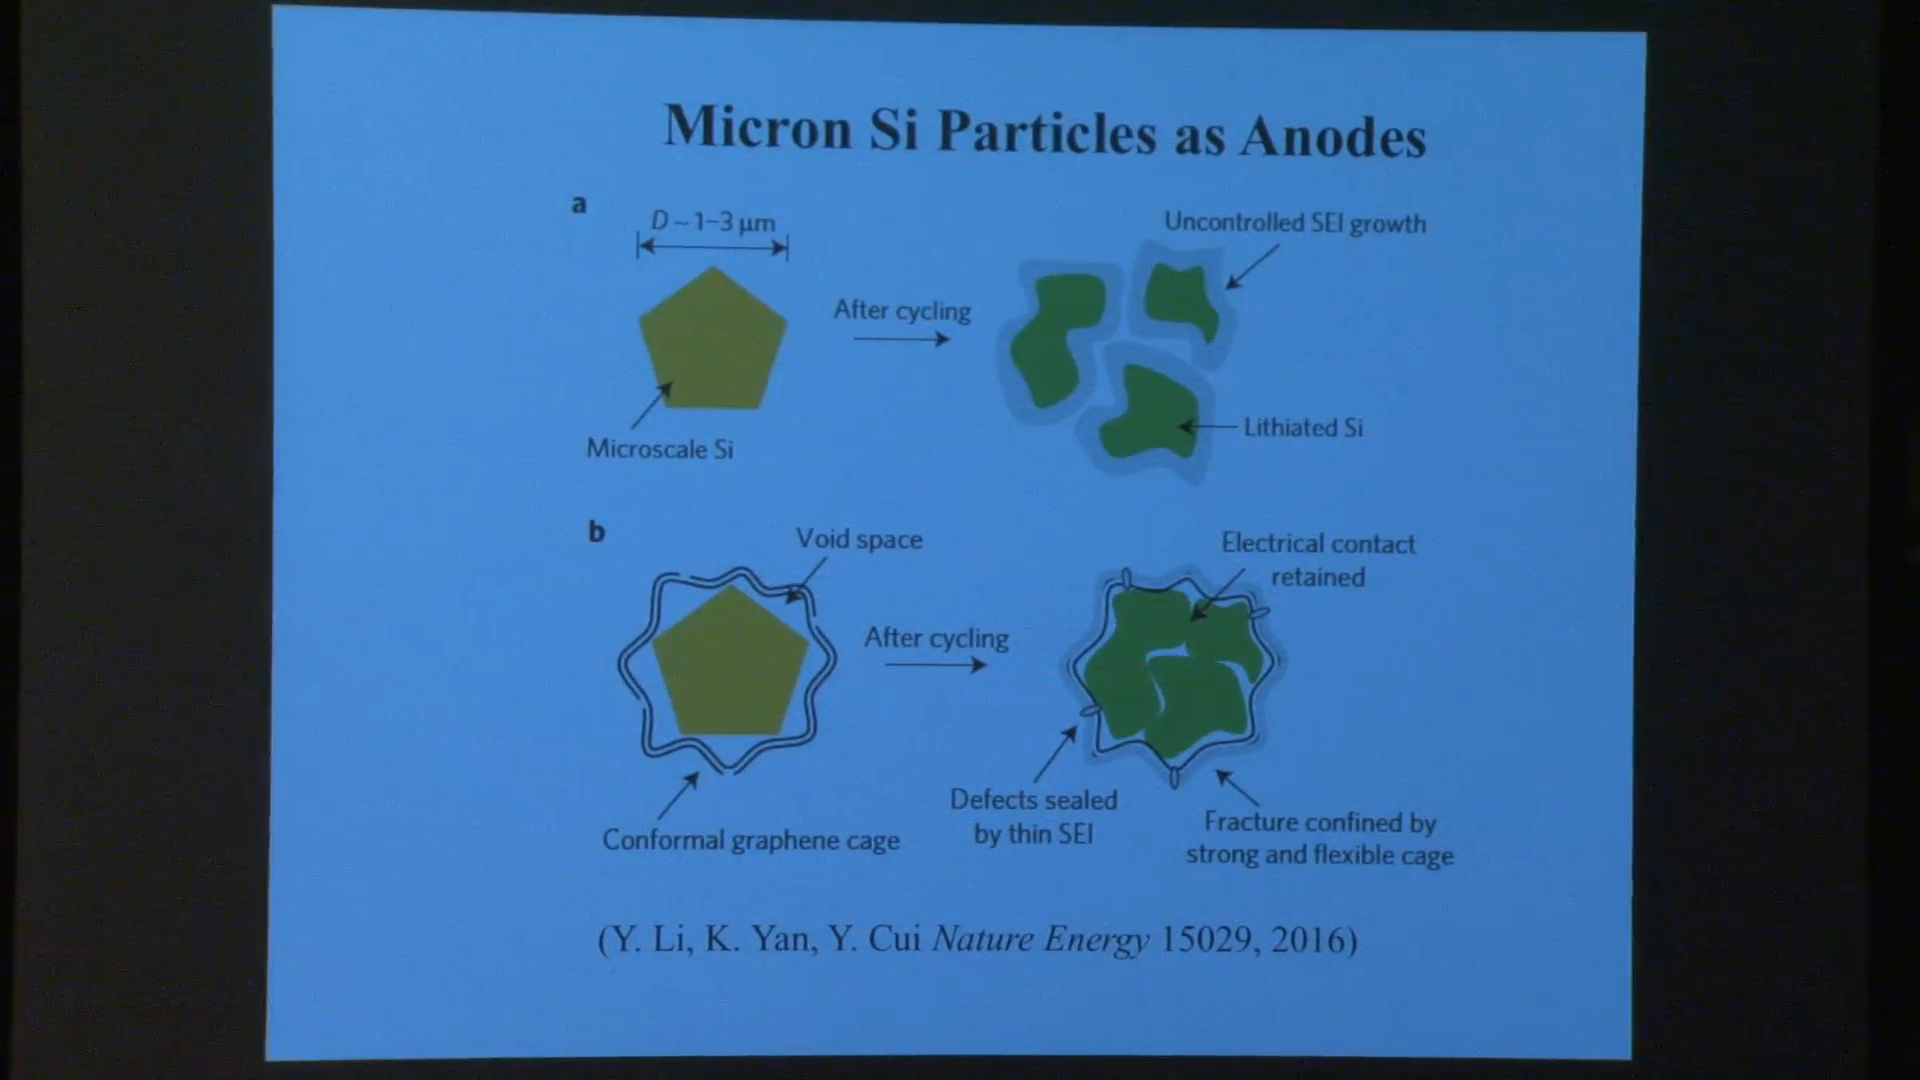 Micron Si Particles as Anodes
a
D ~ 1–3 μm
Uncontrolled SEI growth
After cycling
Lithiated Si
Microscale Si
b
Void space
Electrical contact
retained
After cycling
Defects sealed
by thin SEI
Conformal graphene cage
Fracture confined by
strong and flexible cage
(Y. Li, K. Yan, Y. Cui Nature Energy 15029, 2016)